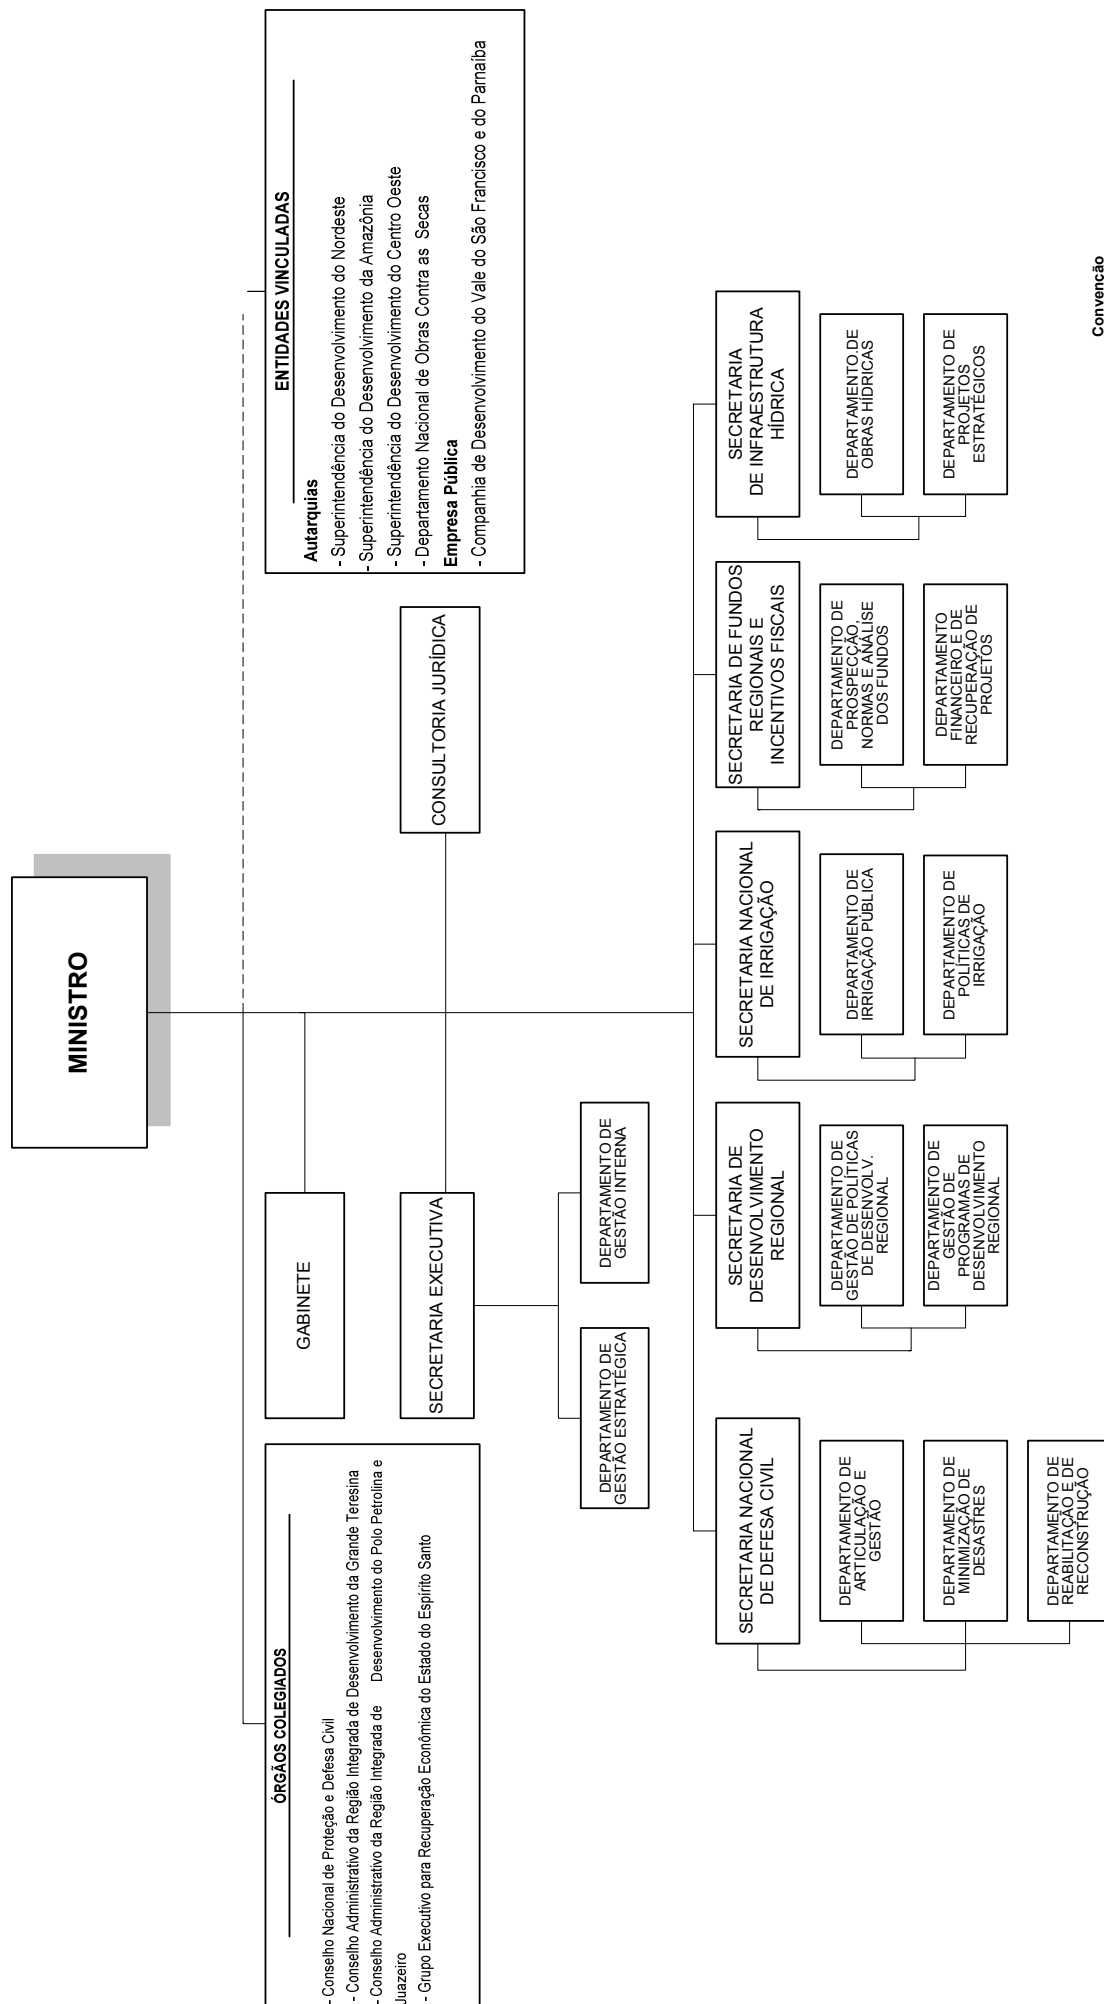 MINISTRO
ÓRGÃOS COLEGIADOS
- Conselho Nacional de Proteção e Defesa Civil
- Conselho Administrativo da Região Integrada de Desenvolvimento da Grande Teresina
- Conselho Administrativo da Região Integrada de Desenvolvimento do Polo Petrolina e
Juazeiro
- Grupo Executivo para Recuperação Econômica do Estado do Espírito Santo
GABINETE
ENTIDADES VINCULADAS
Autarquias
- Superintendência do Desenvolvimento do Nordeste
- Superintendência do Desenvolvimento da Amazônia
- Superintendência do Desenvolvimento do Centro Oeste
- Departamento Nacional de Obras Contra as Secas
Empresa Pública
- Companhia de Desenvolvimento do Vale do São Francisco e do Parnaíba
SECRETARIA EXECUTIVA
CONSULTORIA JURÍDICA
DEPARTAMENTO DE
GESTÃO ESTRATÉGICA
DEPARTAMENTO DE
GESTÃO INTERNA
SECRETARIA NACIONAL
DE DEFESA CIVIL
DEPARTAMENTO DE
ARTICULAÇÃO E
GESTÃO
DEPARTAMENTO DE
MINIMIZAÇÃO DE
DESASTRES
DEPARTAMENTO DE
REABILITAÇÃO E DE
RECONSTRUÇÃO
SECRETARIA DE
DESENVOLVIMENTO
REGIONAL
DEPARTAMENTO DE
GESTÃO DE POLÍTICAS
DE DESENVOLV.
REGIONAL
DEPARTAMENTO DE
GESTÃO DE
PROGRAMAS DE
DESENVOLVIMENTO
REGIONAL
SECRETARIA NACIONAL
DE IRRIGAÇÃO
DEPARTAMENTO DE
IRRIGAÇÃO PÚBLICA
DEPARTAMENTO DE
POLÍTICAS DE
IRRIGAÇÃO
SECRETARIA DE FUNDOS
REGIONAIS E
INCENTIVOS FISCAIS
DEPARTAMENTO DE
PROSPECÇÃO,
NORMAS E ANÁLISE
DOS FUNDOS
DEPARTAMENTO
FINANCEIRO E DE
RECUPERAÇÃO DE
PROJETOS
SECRETARIA
DE INFRAESTRUTURA
HÍDRICA
DEPARTAMENTO.DE
OBRAS HÍDRICAS
DEPARTAMENTO DE
PROJETOS
ESTRATÉGICOS
Convenção